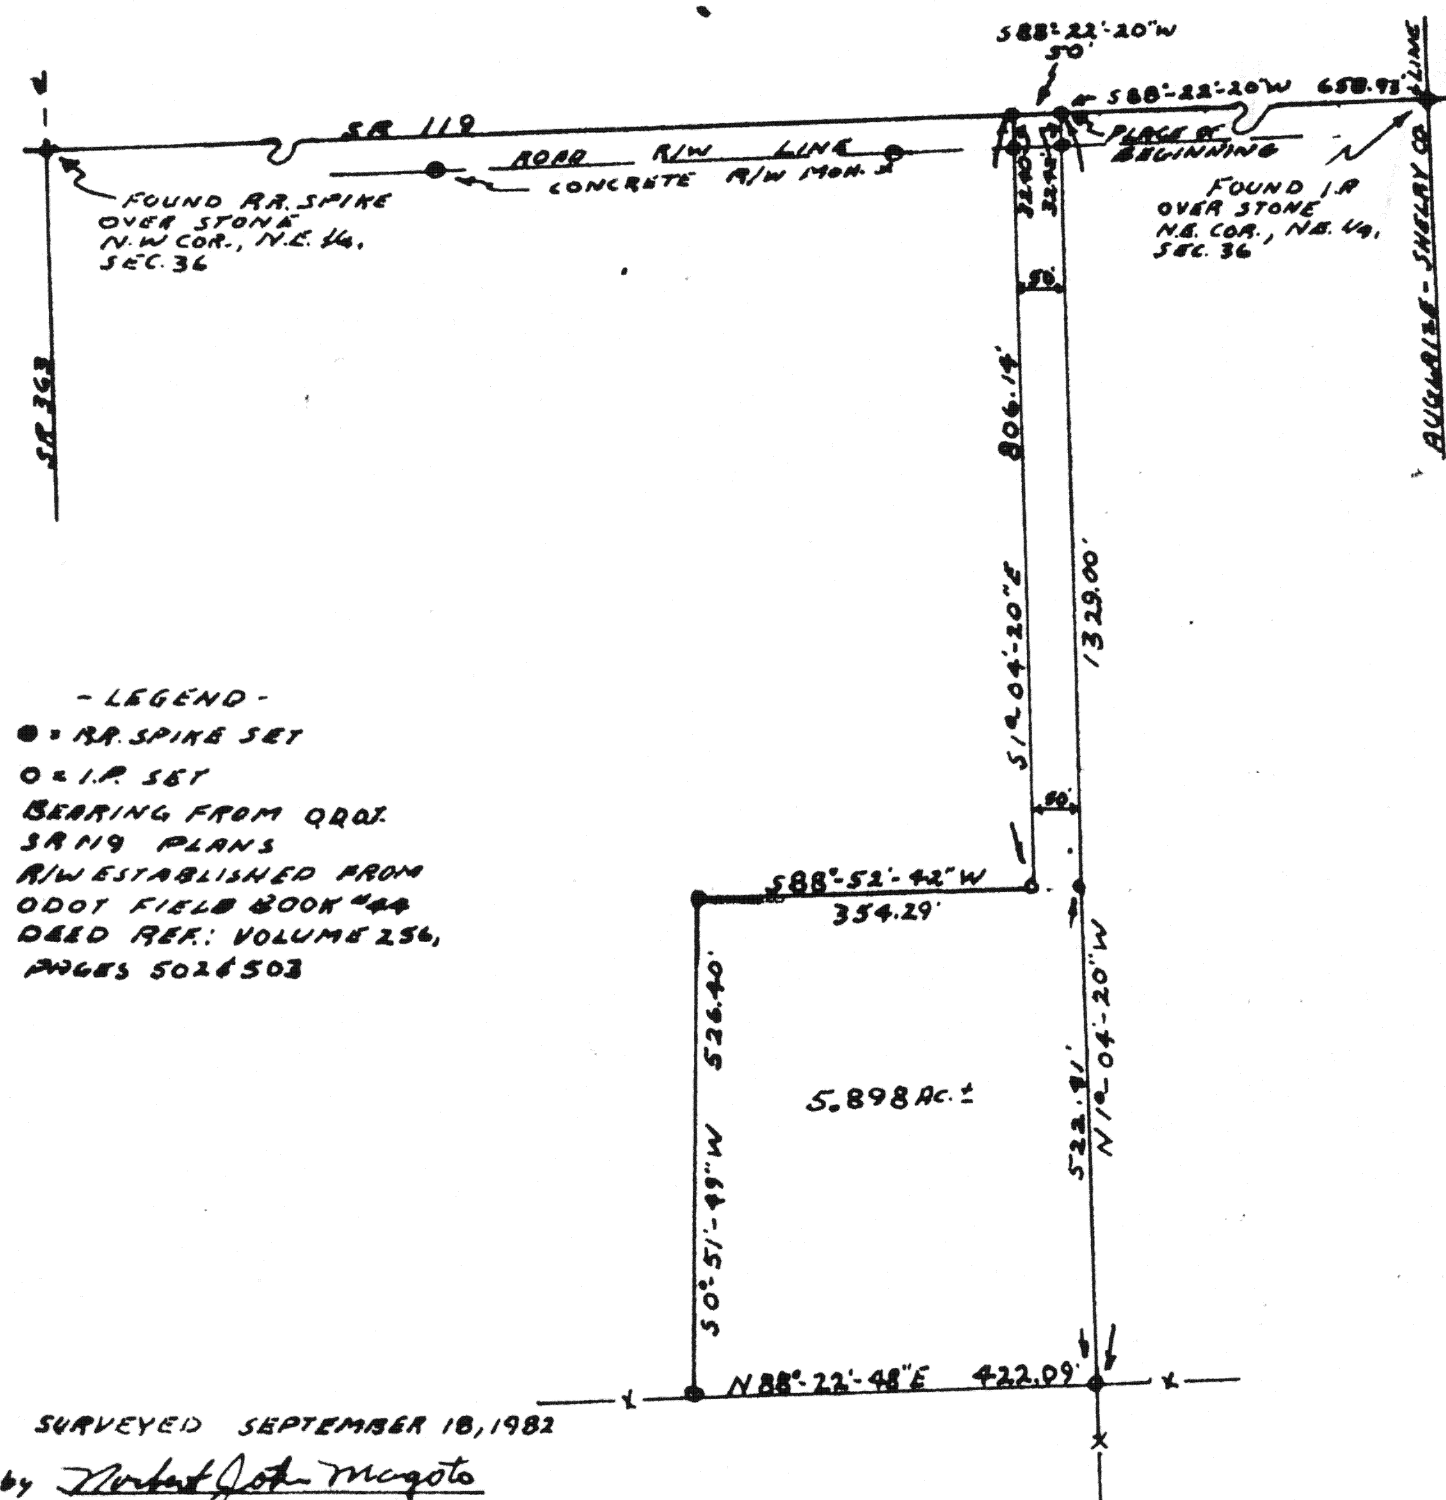 S88°-22'-20"W
50'
S88°-22'-20"W 658.93'
℄
SR 119
ROAD R/W LINE
CONCRETE R/W MON.
PLACE OF
BEGINNING
FOUND R.R. SPIKE
OVER STONE
N.W COR., N.E. 1/4,
SEC. 36
FOUND I.P.
OVER STONE
N.E. COR., N.E. 1/4,
SEC. 36
AUGLAIZE - SHELBY CO. LINE
SR 363
50'
806.14'
S1°-04'-20"E
1329.00'
50'
- LEGEND -
● = R.R. SPIKE SET
O = I.P. SET
BEARING FROM O.D.O.T.
SR 119 PLANS
R/W ESTABLISHED FROM
ODOT FIELD BOOK #44
DEED REF.: VOLUME 256,
PAGES 502 & 503
S88°-52'-42"W
354.29'
526.40'
S0°-51'-49"W
5.898 Ac. ±
522.91'
N1°-04'-20"W
N88°-22'-48"E 422.09'
SURVEYED SEPTEMBER 18, 1982
by Norbert John Magoto